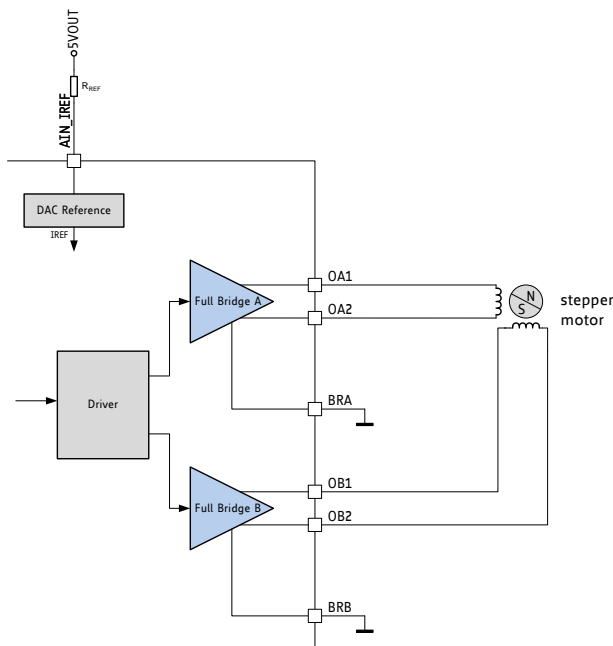 5VOUT
RREF
AIN_IREF
DAC Reference
IREF
Full Bridge A
OA1
OA2
N
S
stepper
motor
Driver
BRA
Full Bridge B
OB1
OB2
BRB